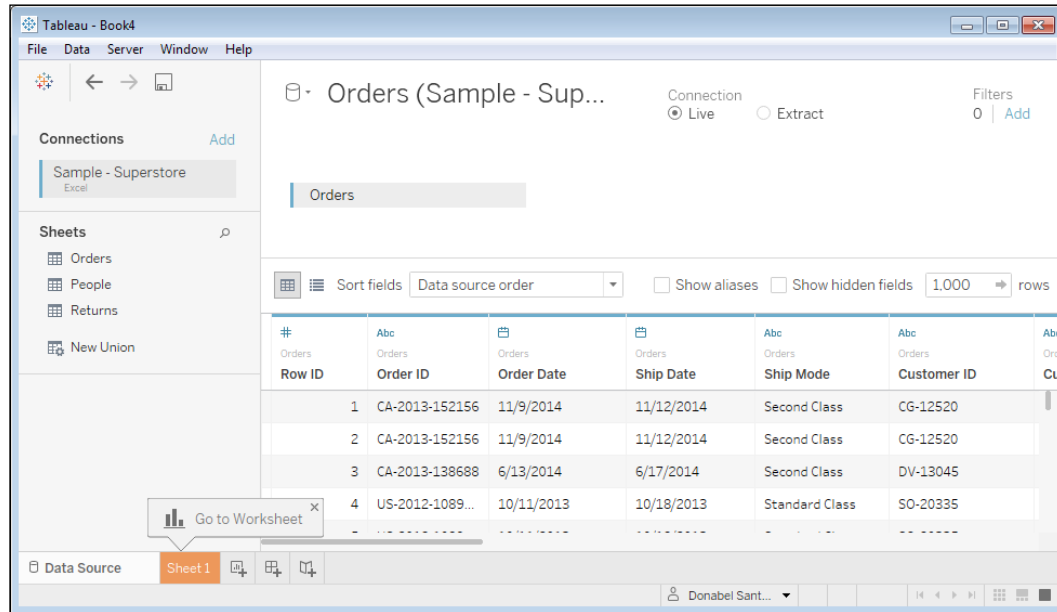 Tableau - Book4
File Data Server Window Help
Orders (Sample - Sup...
Connection
Live Extract
Filters
0 Add
Connections Add
Sample - Superstore
Excel
Orders
Sheets
Orders
People
Returns
New Union
Sort fields Data source order Show aliases Show hidden fields 1,000 rows
# Abc Abc Abc
Orders Orders Orders Orders Orders Orders
Row ID Order ID Order Date Ship Date Ship Mode Customer ID
1 CA-2013-152156 11/9/2014 11/12/2014 Second Class CG-12520
2 CA-2013-152156 11/9/2014 11/12/2014 Second Class CG-12520
3 CA-2013-138688 6/13/2014 6/17/2014 Second Class DV-13045
4 US-2012-1089... 10/11/2013 10/18/2013 Standard Class SO-20335
Go to Worksheet
Data Source Sheet 1
Donabel Sant...